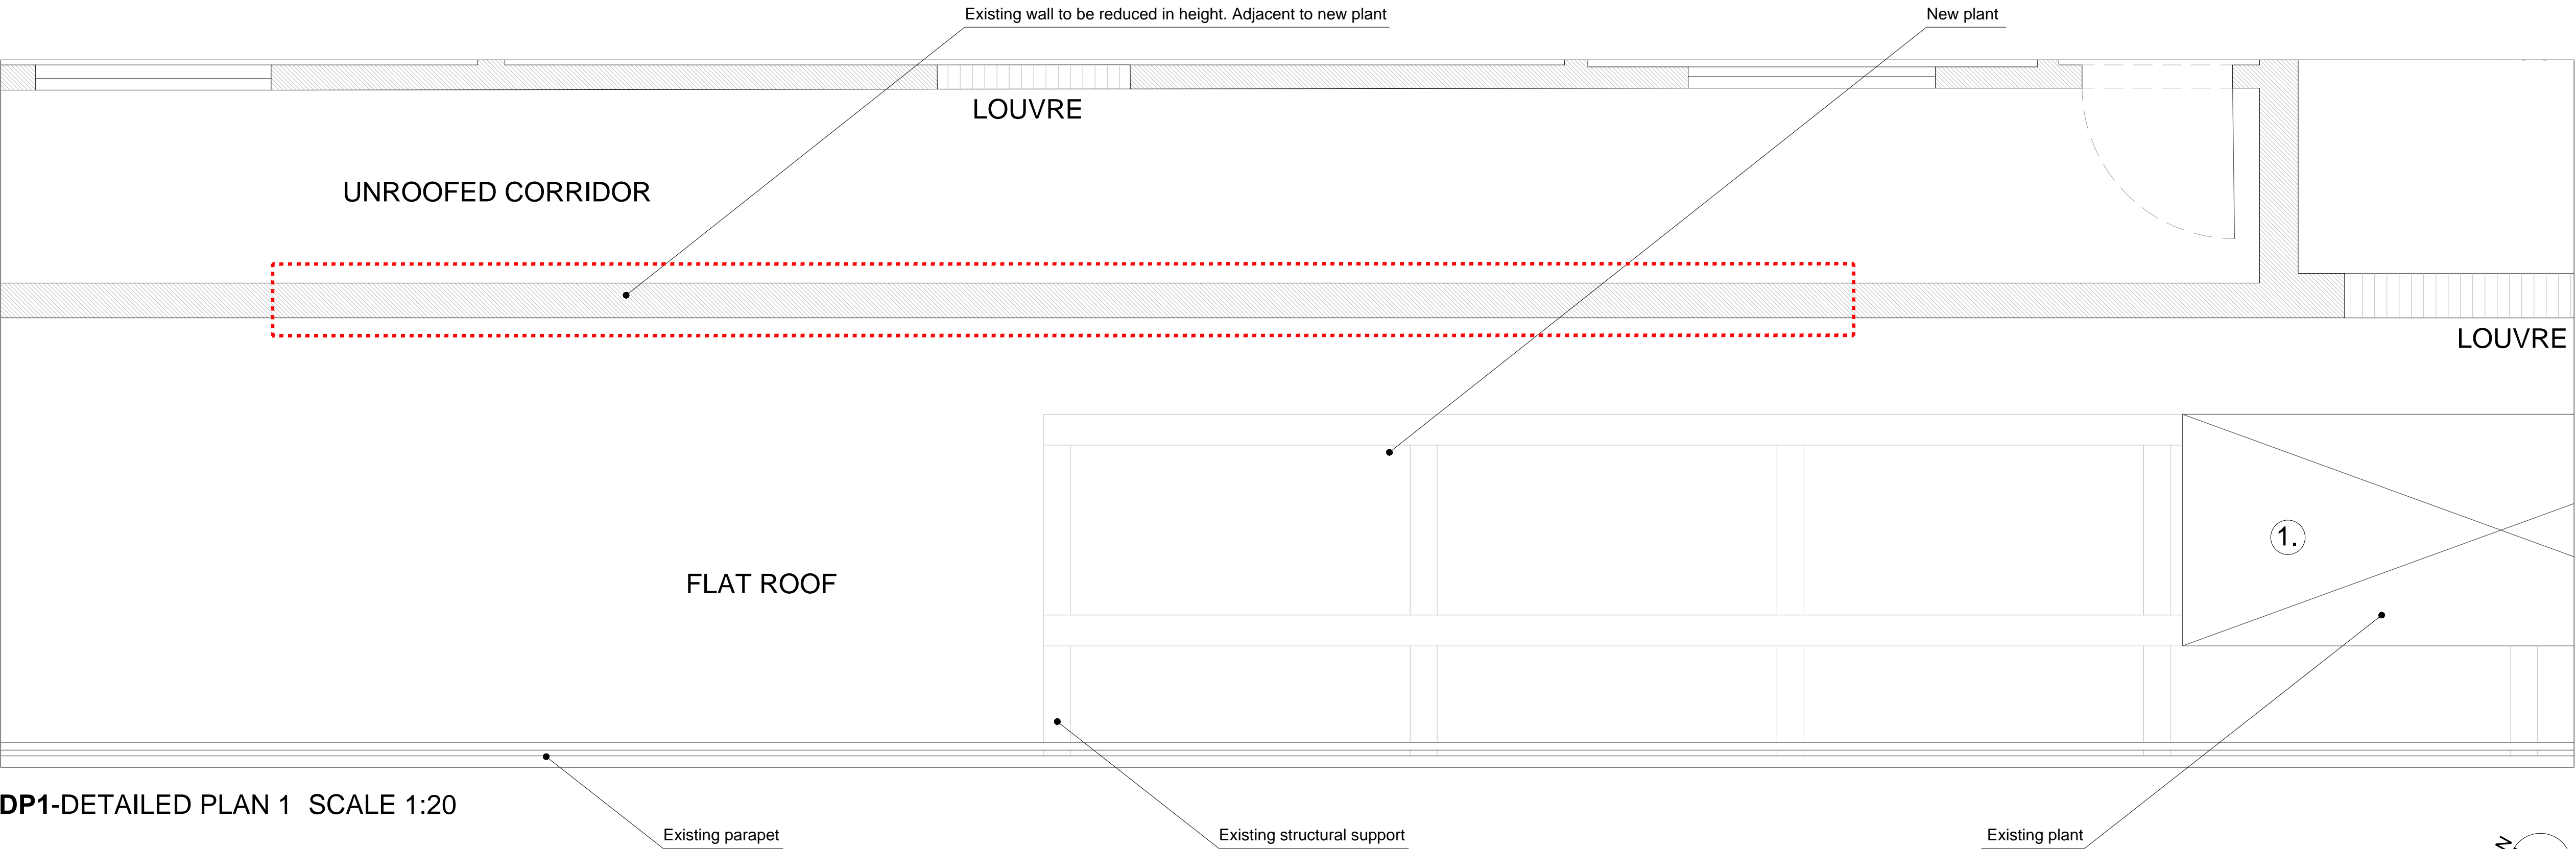 Existing wall to be reduced in height. Adjacent to new plant
New plant
LOUVRE
UNROOFED CORRIDOR
LOUVRE
1.
FLAT ROOF
DP1-DETAILED PLAN 1 SCALE 1:20
Existing parapet
Existing structural support
Existing plant
N